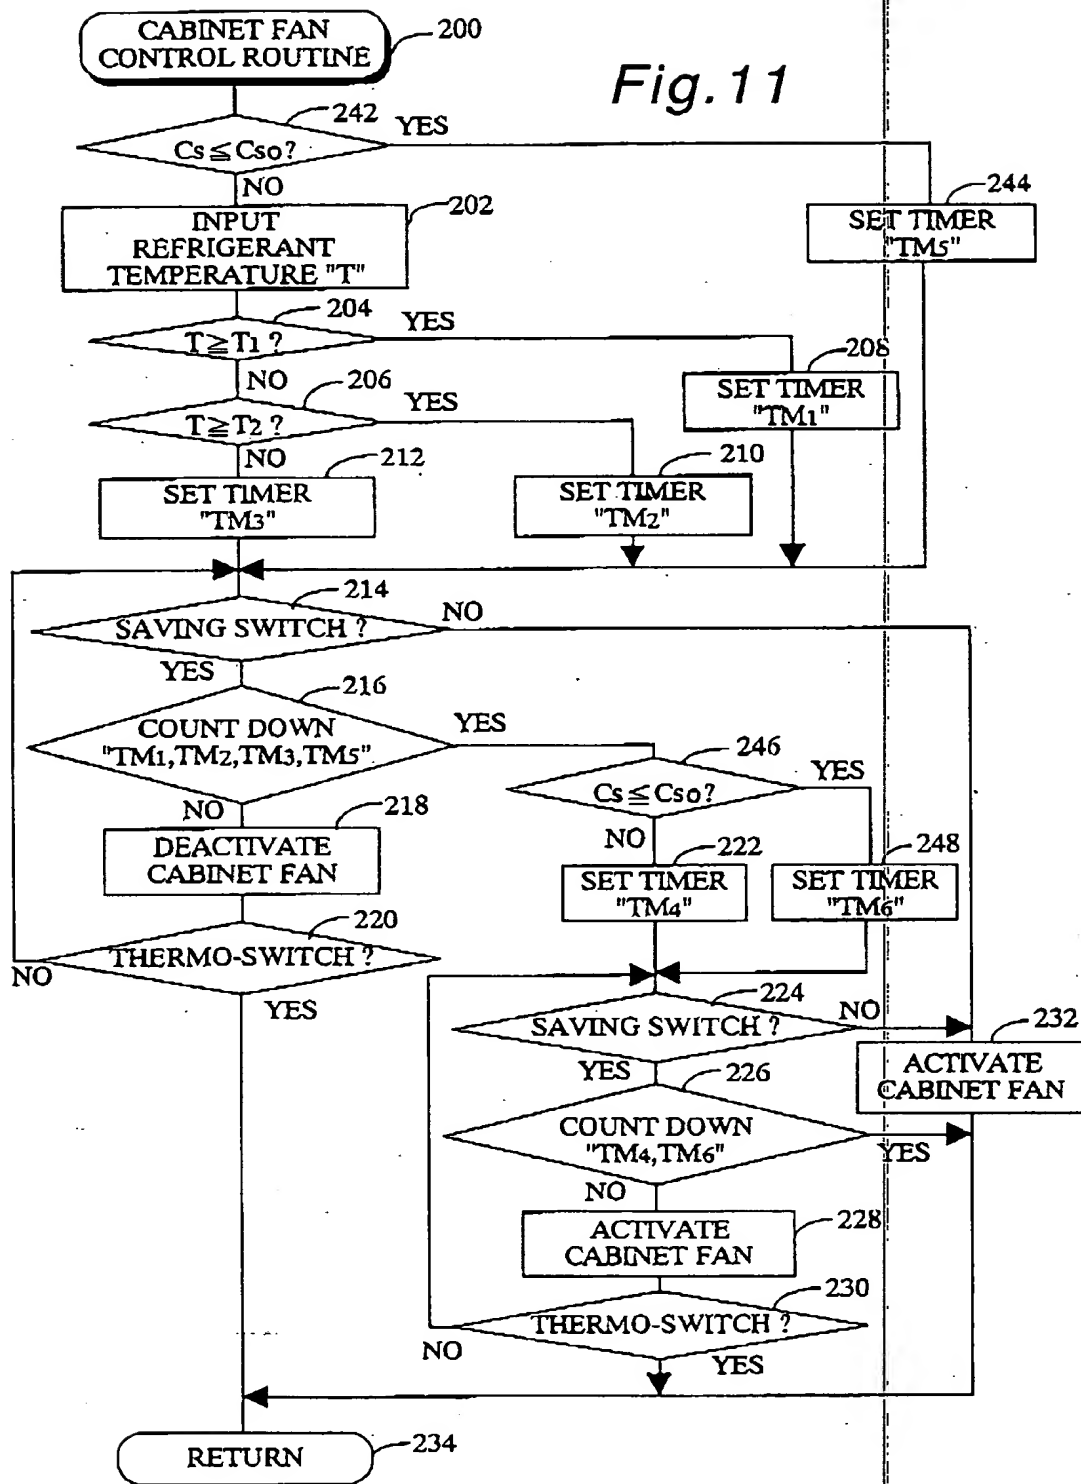 CABINET FAN
CONTROL ROUTINE
200
Fig.11
242
YES
Cs≦Cso?
NO
202
INPUT
REFRIGERANT
TEMPERATURE "T"
244
SET TIMER
"TM5"
204
YES
T≧T1 ?
NO
208
SET TIMER
"TM1"
206
YES
T≧T2 ?
NO
212
SET TIMER
"TM3"
210
SET TIMER
"TM2"
214
NO
SAVING SWITCH ?
YES
216
YES
COUNT DOWN
"TM1,TM2,TM3,TM5"
NO
246
YES
Cs≦Cso?
NO
218
DEACTIVATE
CABINET FAN
222
SET TIMER
"TM4"
248
SET TIMER
"TM6"
220
THERMO-SWITCH ?
NO
YES
224
NO
SAVING SWITCH ?
YES
232
ACTIVATE
CABINET FAN
226
COUNT DOWN
"TM4,TM6"
YES
NO
228
ACTIVATE
CABINET FAN
230
THERMO-SWITCH ?
NO
YES
RETURN
234